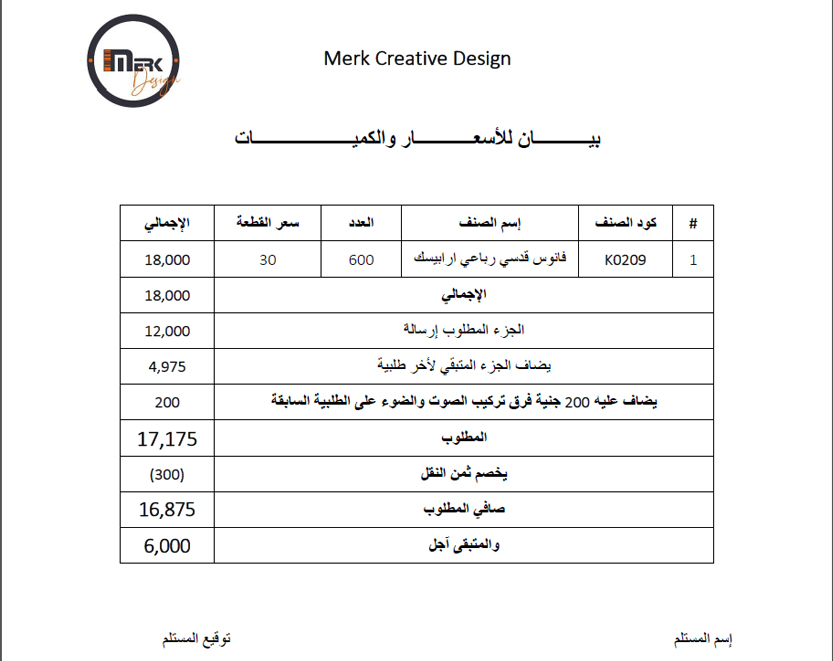 MERK
Design
Merk Creative Design
بيـــــــــــان للأسعـــــــــــار والكميـــــــــــــــــات
# كود الصنف إسم الصنف العدد سعر القطعة الإجمالي
1 K0209 فانوس قدسي رباعي ارابيسك 600 30 18,000
الإجمالي 18,000
الجزء المطلوب إرسالة 12,000
يضاف الجزء المتبقي لأخر طلبية 4,975
يضاف عليه 200 جنية فرق تركيب الصوت والضوء على الطلبية السابقة 200
المطلوب 17,175
يخصم ثمن النقل (300)
صافي المطلوب 16,875
والمتبقى آجل 6,000
إسم المستلم توقيع المستلم